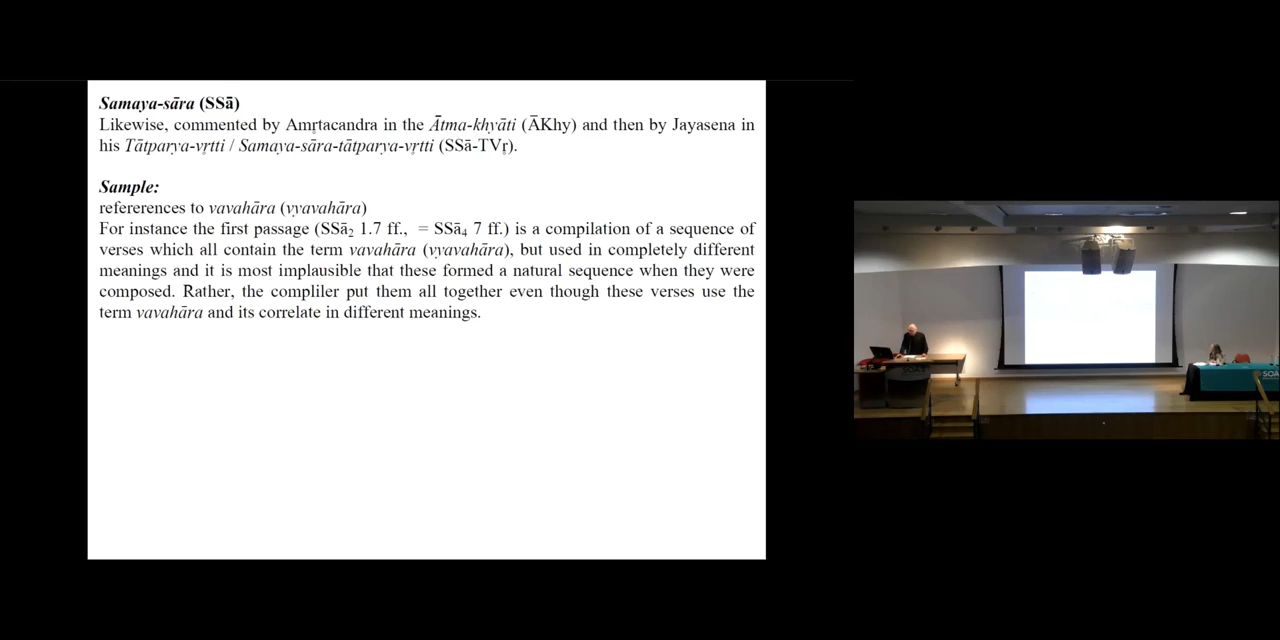 Samaya-sāra (SSā)
Likewise, commented by Amṛtacandra in the Ātma-khyāti (ĀKhy) and then by Jayasena in
his Tātparya-vṛtti / Samaya-sāra-tātparya-vṛtti (SSā-TVṛ).
Sample:
refererences to vavahāra (vyavahāra)
For instance the first passage (SSā₂ 1.7 ff., = SSā₄ 7 ff.) is a compilation of a sequence of
verses which all contain the term vavahāra (vyavahāra), but used in completely different
meanings and it is most implausible that these formed a natural sequence when they were
composed. Rather, the compliler put them all together even though these verses use the
term vavahāra and its correlate in different meanings.
SOAS
SOA